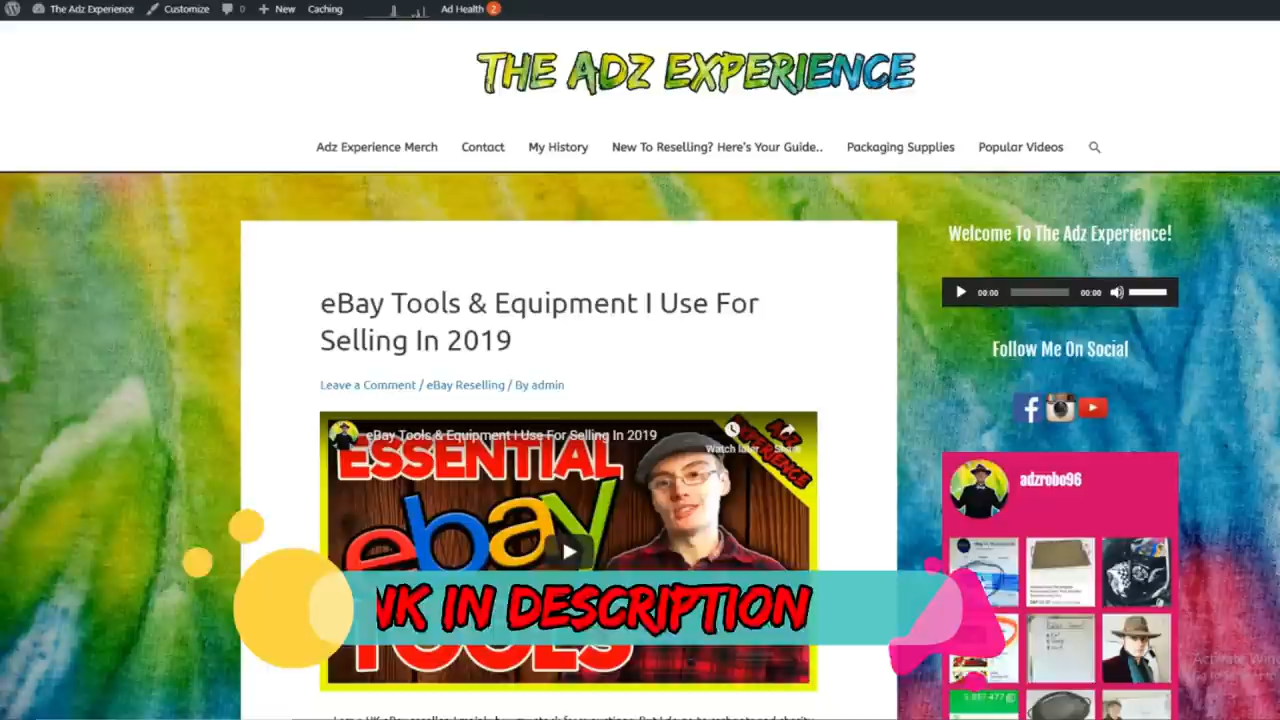 The Adz Experience Customize 0 New Caching Ad Health 2
THE ADZ EXPERIENCE
Adz Experience Merch Contact My History New To Reselling? Here's Your Guide.. Packaging Supplies Popular Videos
Welcome To The Adz Experience!
00:00 00:00
Follow Me On Social
eBay Tools & Equipment I Use For
Selling In 2019
Leave a Comment / eBay Reselling / By admin
eBay Tools & Equipment I Use For Selling In 2019
Watch later Share
ADZ
EXPERIENCE
ESSENTIAL
ebay
TOOLS
NK IN DESCRIPTION
adzrobo96